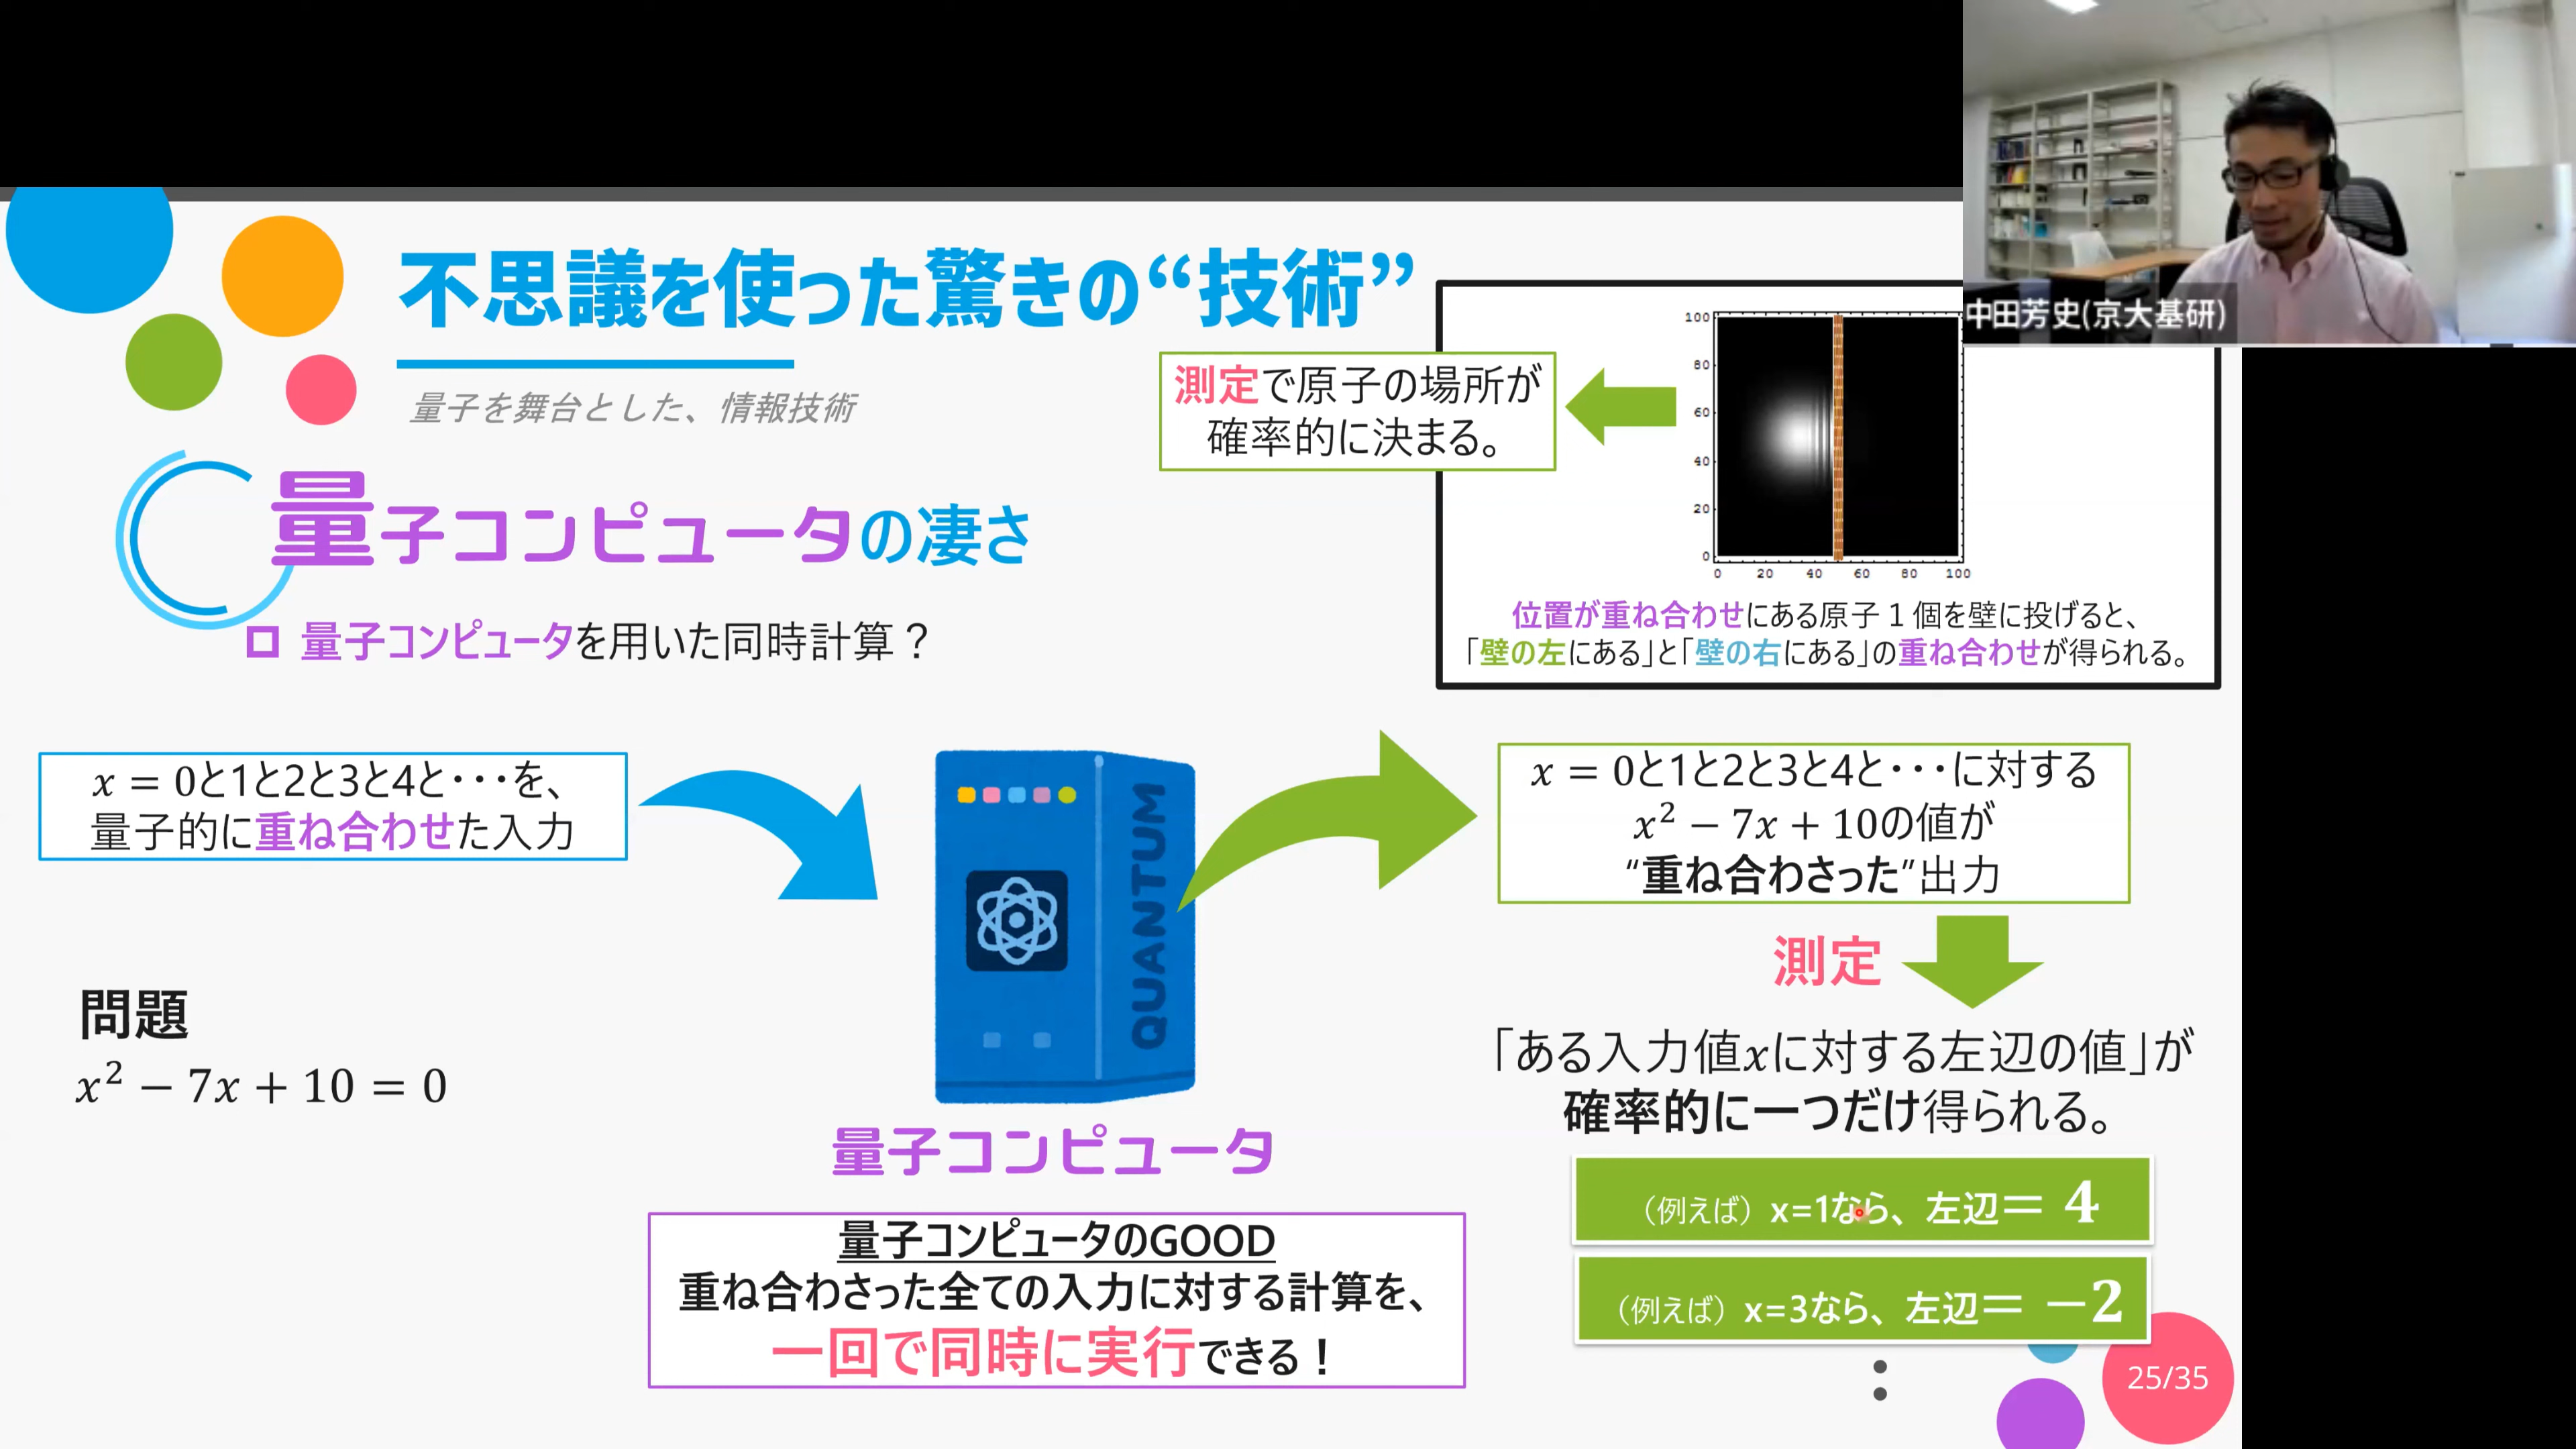 不思議を使った驚きの“技術”
量子を舞台とした、情報技術
中田芳史(京大基研)
量子コンピュータの凄さ
測定で原子の場所が
確率的に決まる。
100
80
60
40
20
0
0 20 40 60 80 100
位置が重ね合わせにある原子1個を壁に投げると、
「壁の左にある」と「壁の右にある」の重ね合わせが得られる。
量子コンピュータを用いた同時計算？
x = 0と1と2と3と4と・・・を、
量子的に重ね合わせた入力
QUANTUM
x = 0と1と2と3と4と・・・に対する
x² − 7x + 10の値が
“重ね合わさった”出力
測定
問題
x² − 7x + 10 = 0
「ある入力値xに対する左辺の値」が
確率的に一つだけ得られる。
量子コンピュータ
（例えば）x=1なら、左辺＝ 4
（例えば）x=3なら、左辺＝ −2
量子コンピュータのGOOD
重ね合わさった全ての入力に対する計算を、
一回で同時に実行できる！
25/35